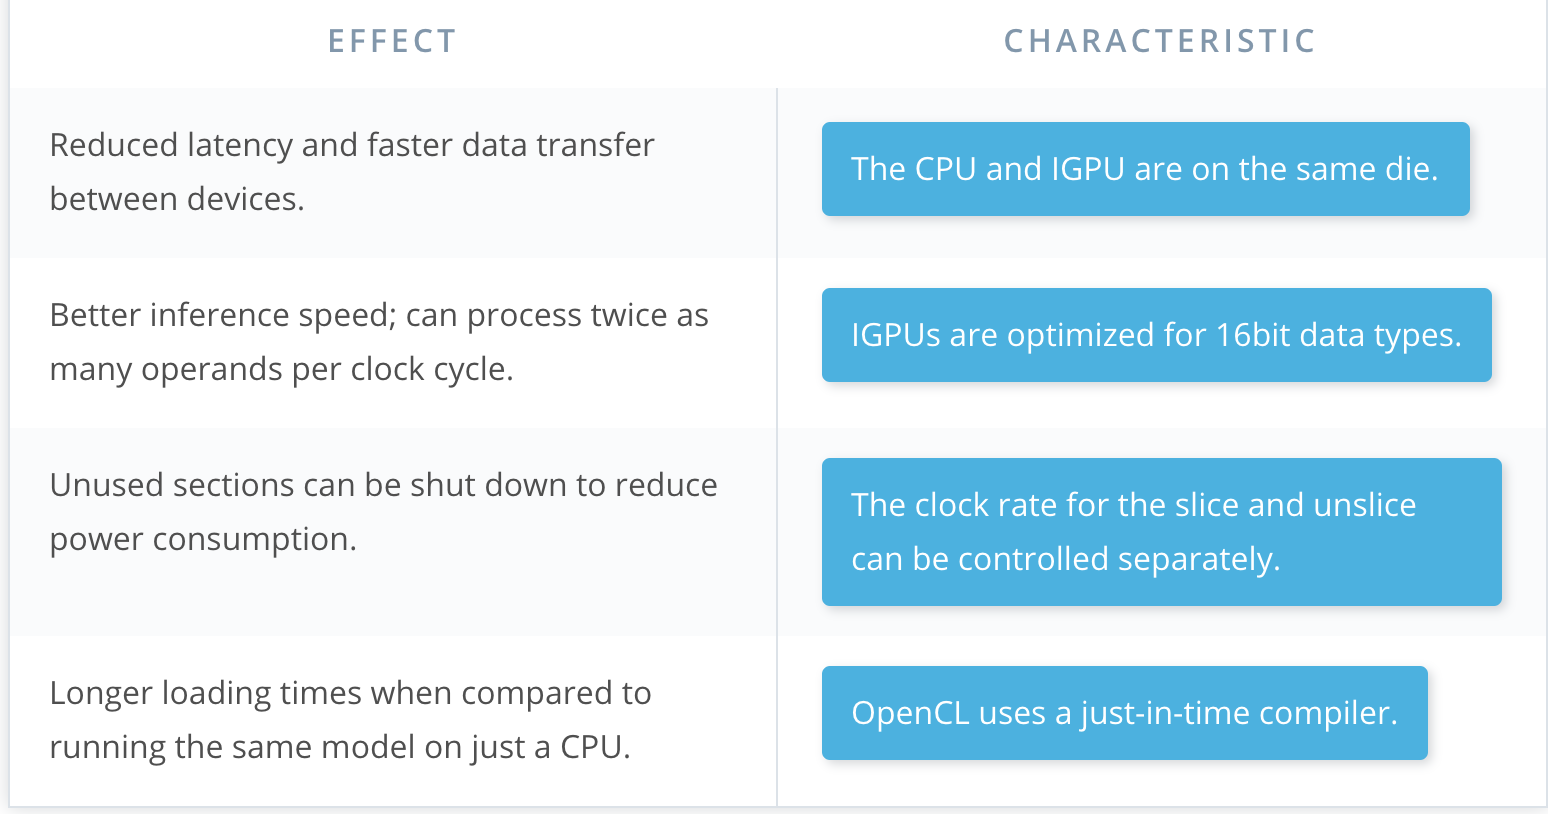 EFFECT
CHARACTERISTIC
Reduced latency and faster data transfer
between devices.
The CPU and IGPU are on the same die.
Better inference speed; can process twice as
many operands per clock cycle.
IGPUs are optimized for 16bit data types.
Unused sections can be shut down to reduce
power consumption.
The clock rate for the slice and unslice
can be controlled separately.
Longer loading times when compared to
running the same model on just a CPU.
OpenCL uses a just-in-time compiler.